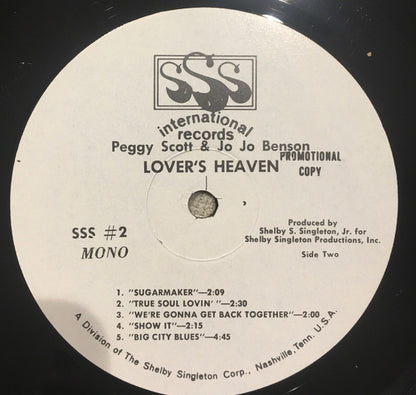 SSS
international
records
Peggy Scott & Jo Jo Benson
LOVER'S HEAVEN
PROMOTIONAL
COPY
SSS #2
MONO
Produced by
Shelby S. Singleton, Jr. for
Shelby Singleton Productions, Inc.
Side Two
1. "SUGARMAKER"—2:09
2. "TRUE SOUL LOVIN' "—2:30
3. "WE'RE GONNA GET BACK TOGETHER"—2:00
4. "SHOW IT"—2:15
5. "BIG CITY BLUES"—4:45
A Division of The Shelby Singleton Corp., Nashville, Tenn. U.S.A.